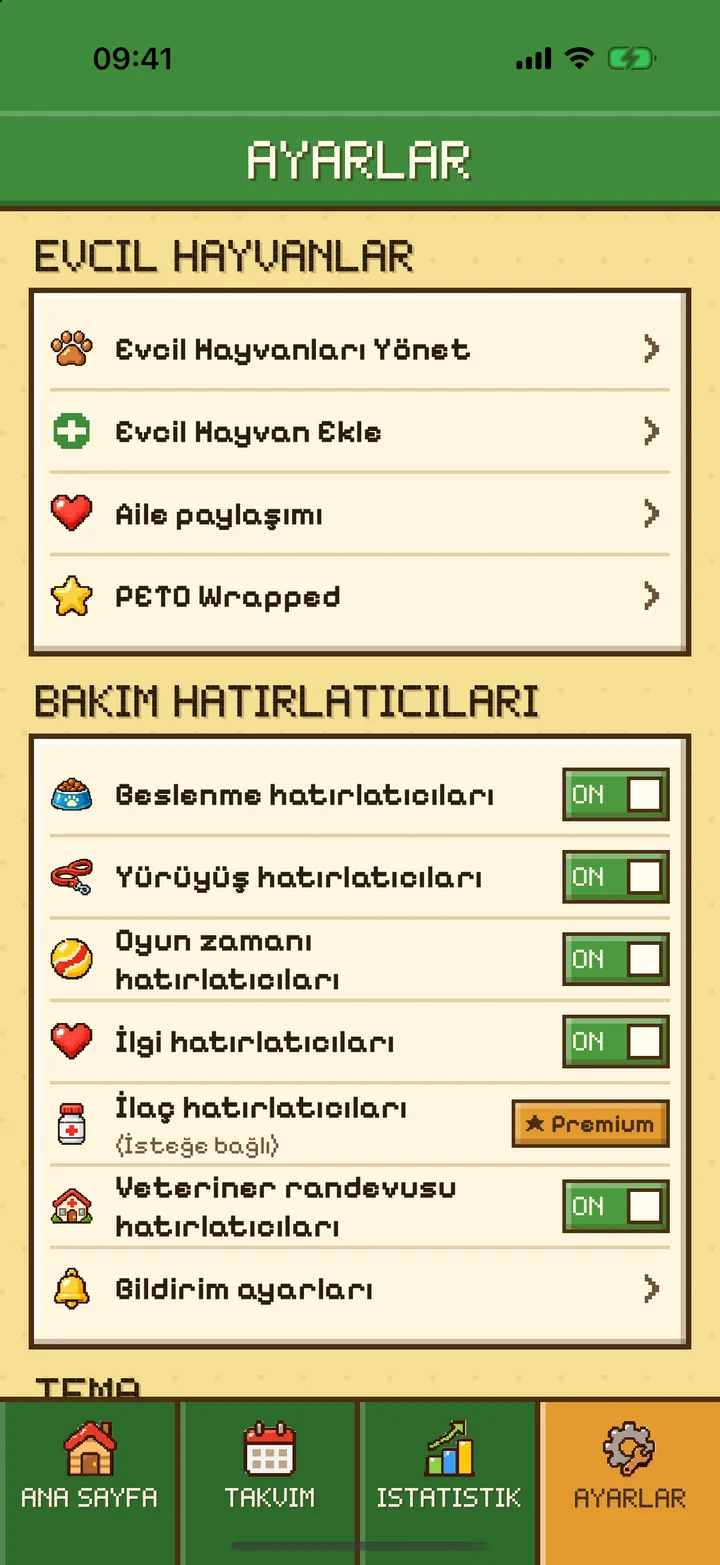 09:41
AYARLAR
EVCIL HAYVANLAR
Evcil Hayvanları Yönet
Evcil Hayvan Ekle
Aile paylaşımı
PETO Wrapped
BAKIM HATIRLATICILARI
Beslenme hatırlatıcıları
ON
Yürüyüş hatırlatıcıları
ON
Oyun zamanı
hatırlatıcıları
ON
İlgi hatırlatıcıları
ON
İlaç hatırlatıcıları
(İsteğe bağlı)
★ Premium
Veteriner randevusu
hatırlatıcıları
ON
Bildirim ayarları
TEMA
ANA SAYFA
TAKVIM
ISTATISTIK
AYARLAR